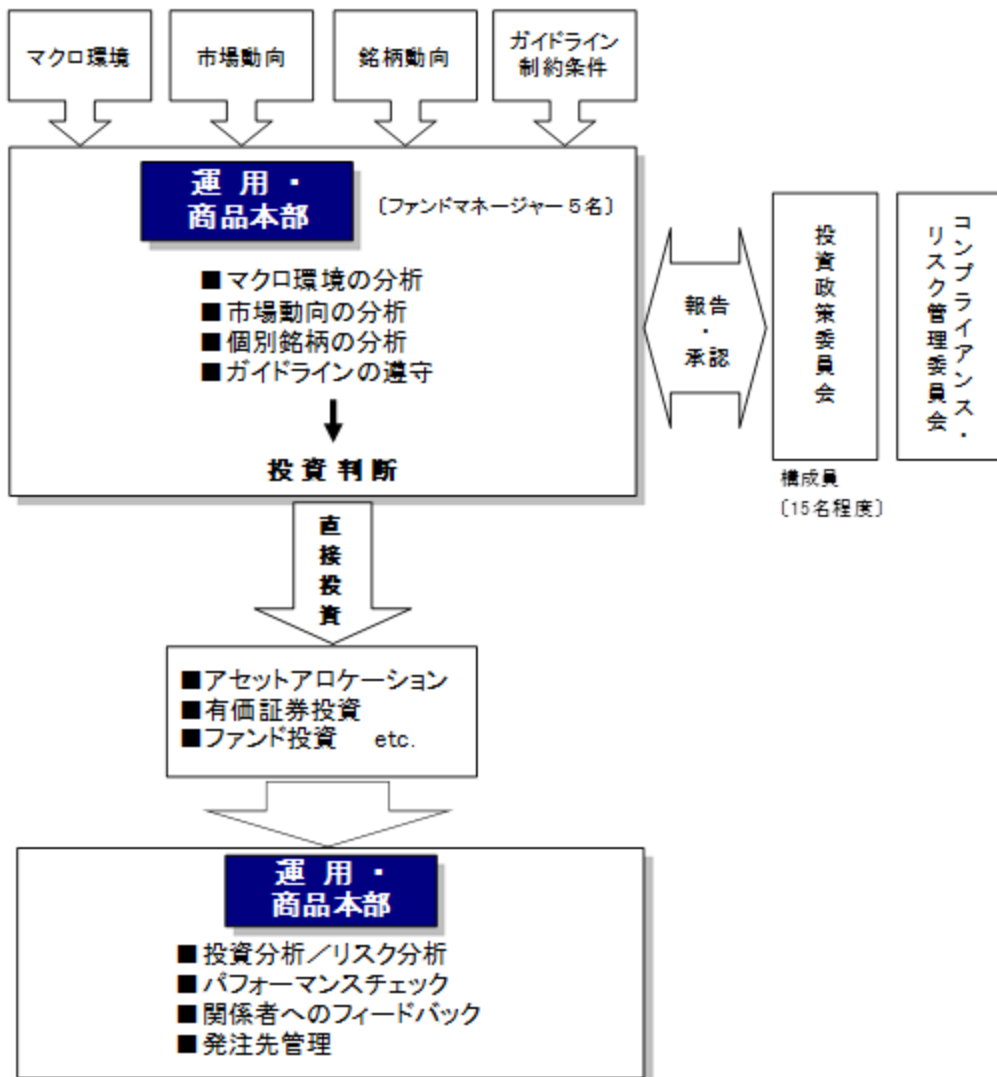 マクロ環境
市場動向
銘柄動向
ガイドライン
制約条件
運 用 ・
商品本部
〔ファンドマネージャー５名〕
■マクロ環境の分析
■市場動向の分析
■個別銘柄の分析
■ガイドラインの遵守
投資判断
報告
・
承認
投資政策委員会
コンプライアンス・
リスク管理委員会
構成員
〔15名程度〕
直接投資
■アセットアロケーション
■有価証券投資
■ファンド投資　etc.
運 用 ・
商品本部
■投資分析／リスク分析
■パフォーマンスチェック
■関係者へのフィードバック
■発注先管理